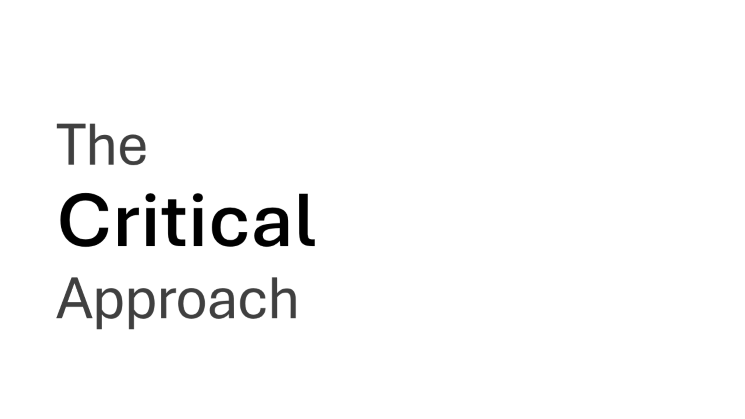 The
Critical
Approach